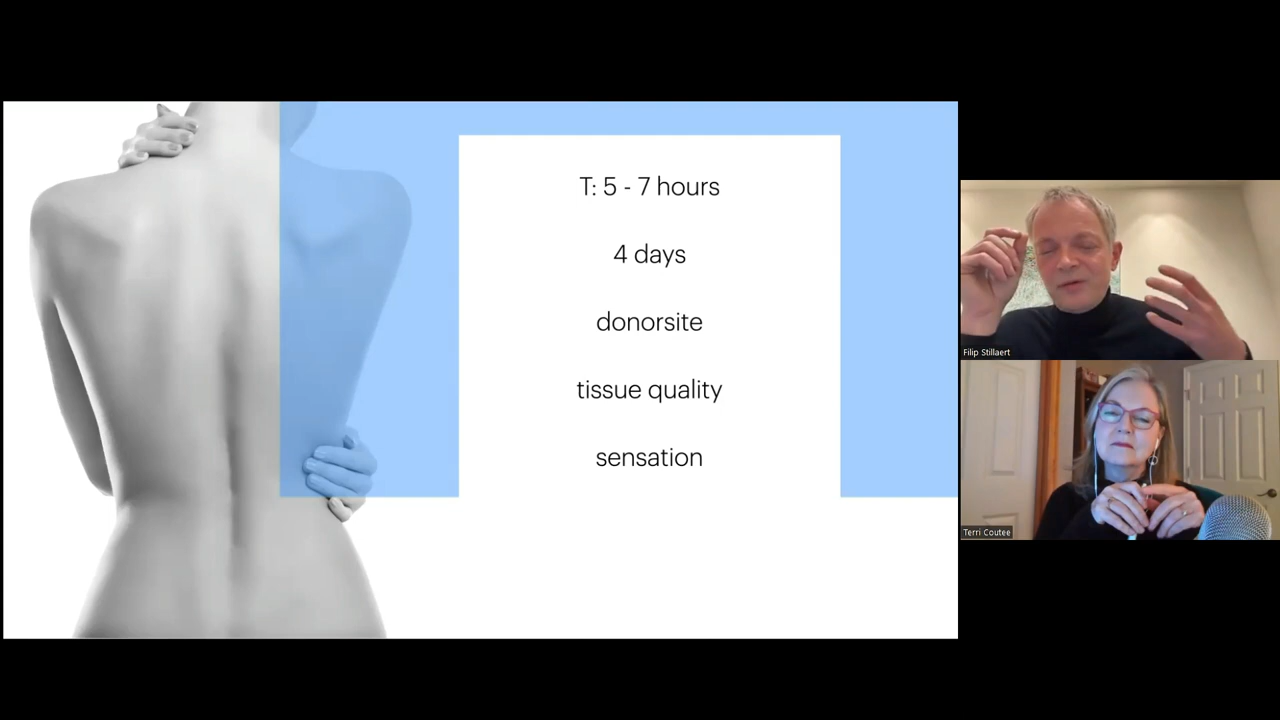 T: 5 - 7 hours
4 days
donorsite
tissue quality
sensation
Filip Stillaert
Terri Coutee